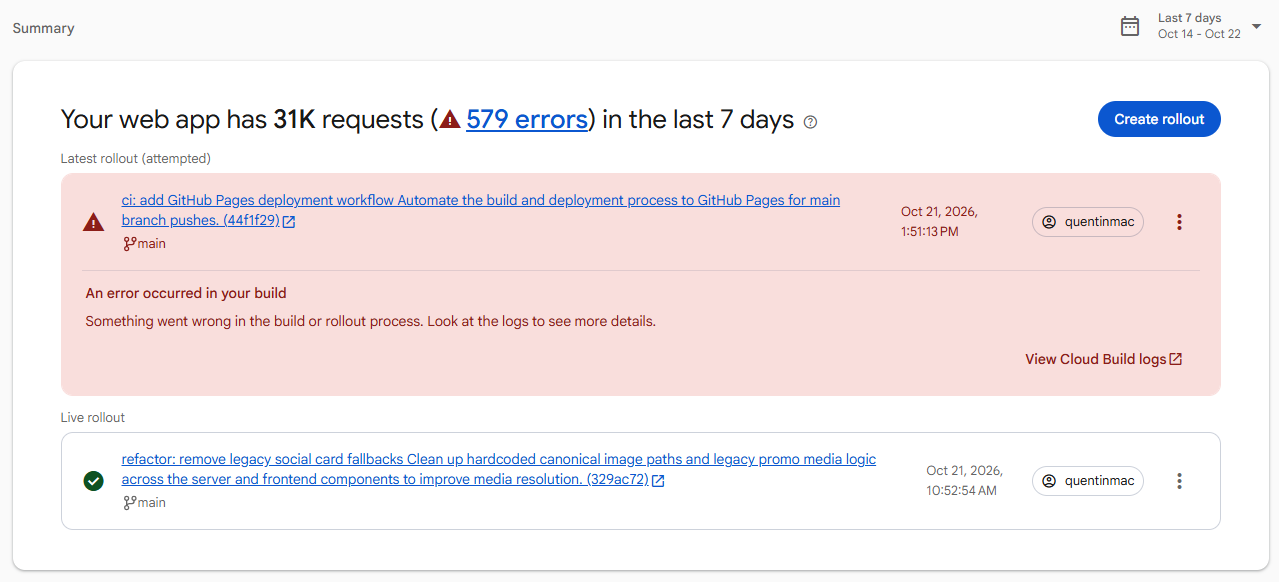 Summary
Last 7 days
Oct 14 - Oct 22
Your web app has 31K requests (579 errors) in the last 7 days
Create rollout
Latest rollout (attempted)
ci: add GitHub Pages deployment workflow Automate the build and deployment process to GitHub Pages for main
branch pushes. (44f1f29)
main
Oct 21, 2026,
1:51:13 PM
quentinmac
An error occurred in your build
Something went wrong in the build or rollout process. Look at the logs to see more details.
View Cloud Build logs
Live rollout
refactor: remove legacy social card fallbacks Clean up hardcoded canonical image paths and legacy promo media logic
across the server and frontend components to improve media resolution. (329ac72)
main
Oct 21, 2026,
10:52:54 AM
quentinmac